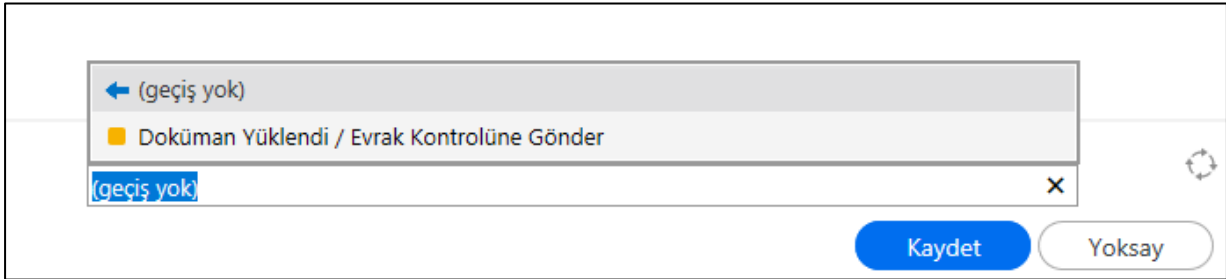 (geçiş yok)
Doküman Yüklendi / Evrak Kontrolüne Gönder
(geçiş yok)
Kaydet Yoksay